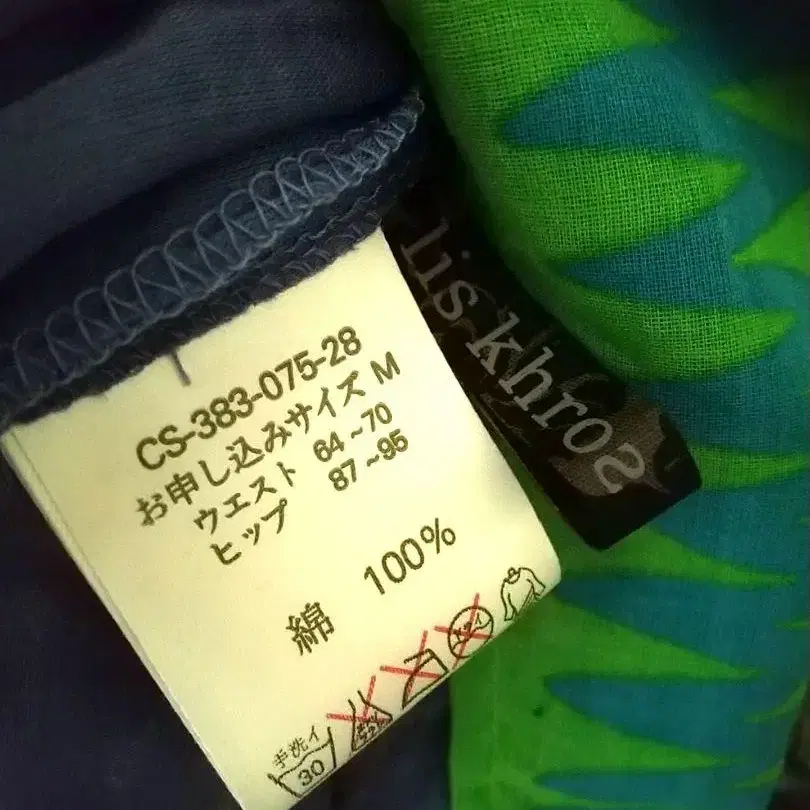 CS-383-075-28
お申し込みサイズ M
ウエスト 64~70
ヒップ 87~95
綿 100%
手洗イ
30
lis khros